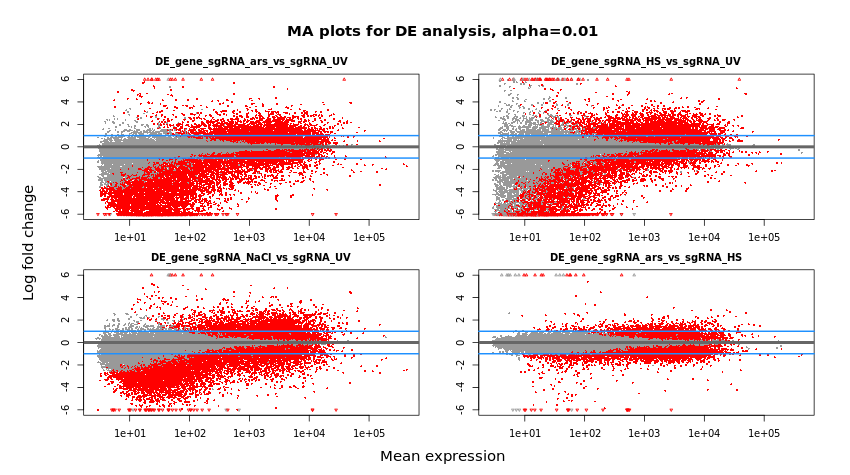 MA plots for DE analysis, alpha=0.01
DE_gene_sgRNA_ars_vs_sgRNA_UV
6
4
2
0
-2
-4
-6
1e+01 1e+02 1e+03 1e+04 1e+05
DE_gene_sgRNA_HS_vs_sgRNA_UV
6
4
2
0
-2
-4
-6
1e+01 1e+02 1e+03 1e+04 1e+05
Log fold change
DE_gene_sgRNA_NaCl_vs_sgRNA_UV
6
4
2
0
-2
-4
-6
1e+01 1e+02 1e+03 1e+04 1e+05
DE_gene_sgRNA_ars_vs_sgRNA_HS
6
4
2
0
-2
-4
-6
1e+01 1e+02 1e+03 1e+04 1e+05
Mean expression